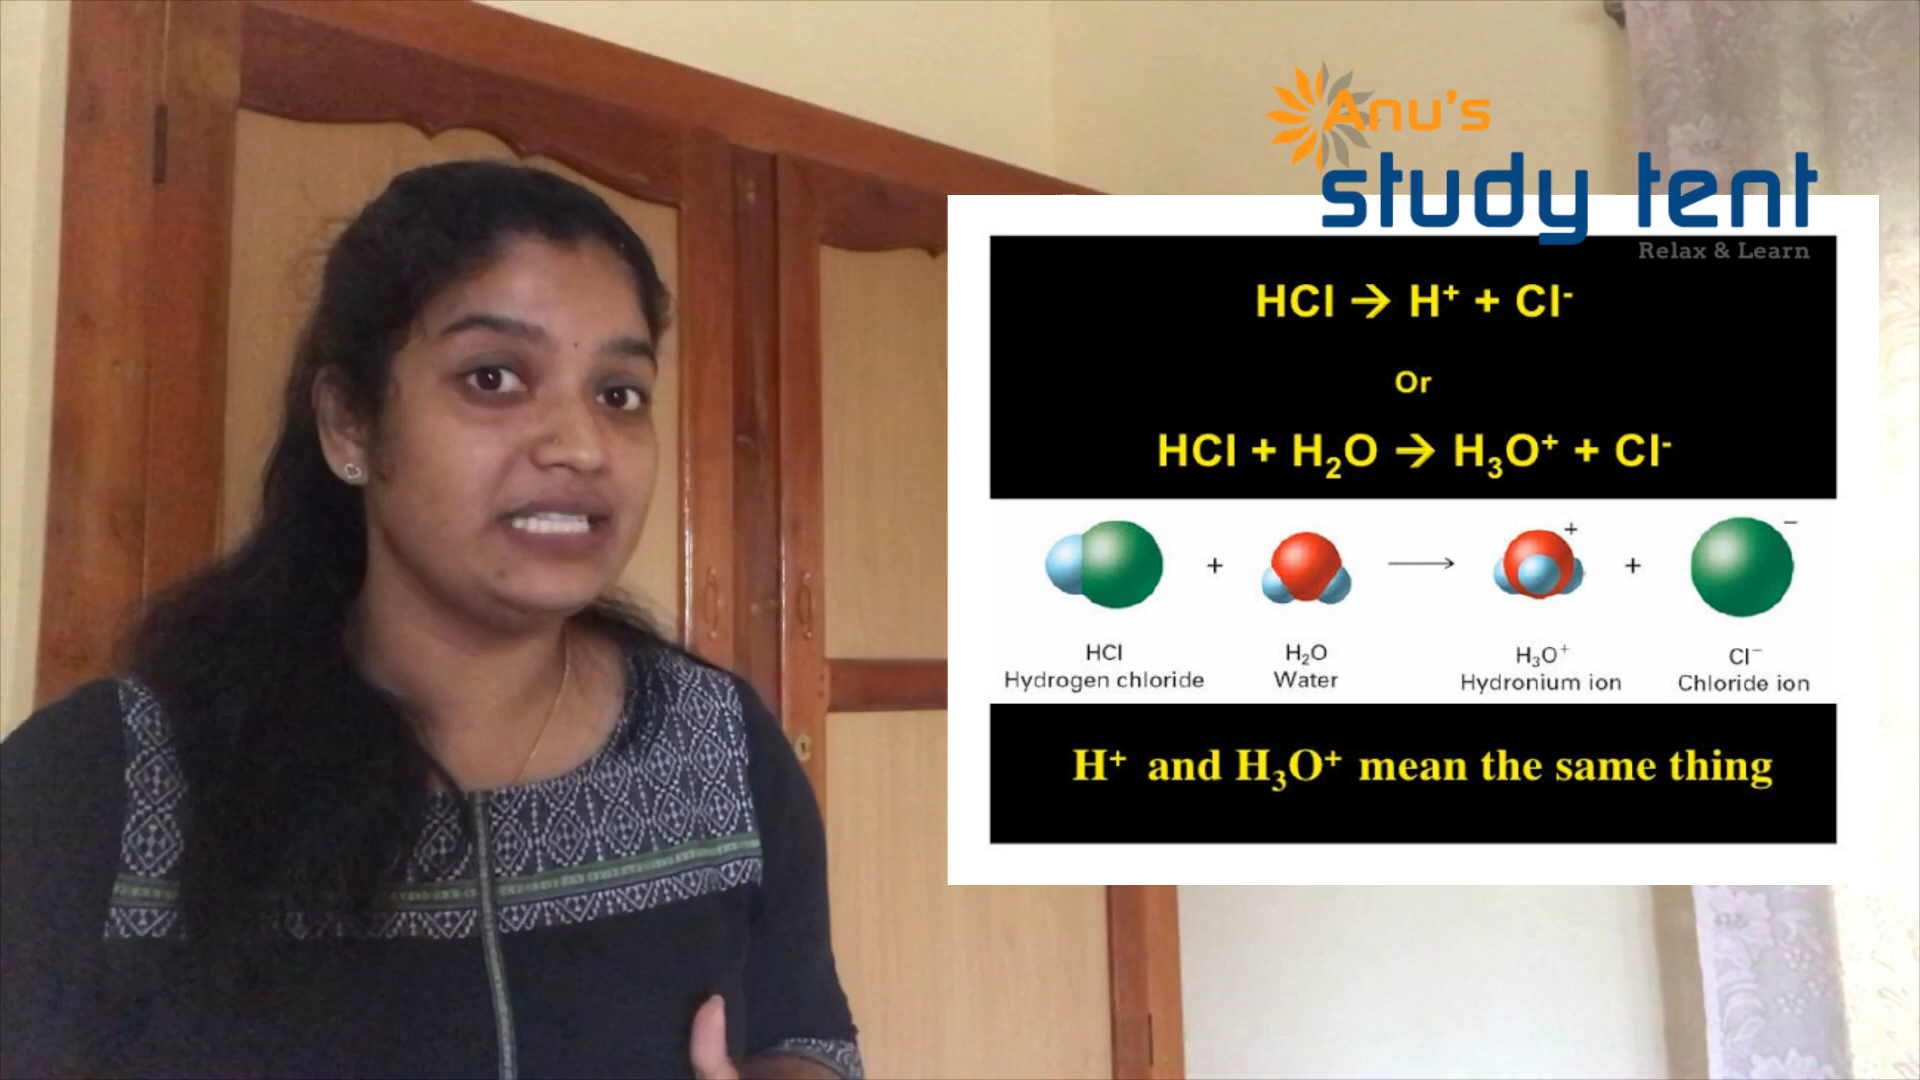 Anu's
study tent
Relax & Learn
HCl → H⁺ + Cl⁻
Or
HCl + H₂O → H₃O⁺ + Cl⁻
+ → + + −
HCl H₂O H₃O⁺ Cl⁻
Hydrogen chloride Water Hydronium ion Chloride ion
H⁺ and H₃O⁺ mean the same thing